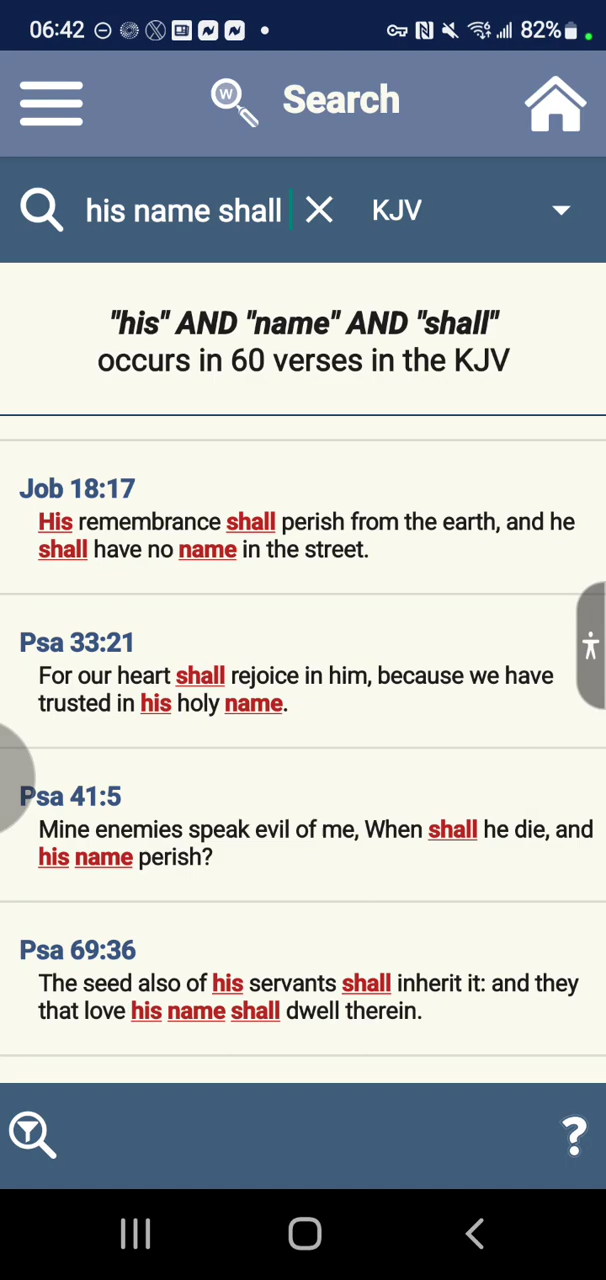 06:42
82%
W
Search
his name shall
KJV
"his" AND "name" AND "shall"
occurs in 60 verses in the KJV
Job 18:17
His remembrance shall perish from the earth, and he
shall have no name in the street.
Psa 33:21
For our heart shall rejoice in him, because we have
trusted in his holy name.
Psa 41:5
Mine enemies speak evil of me, When shall he die, and
his name perish?
Psa 69:36
The seed also of his servants shall inherit it: and they
that love his name shall dwell therein.
?